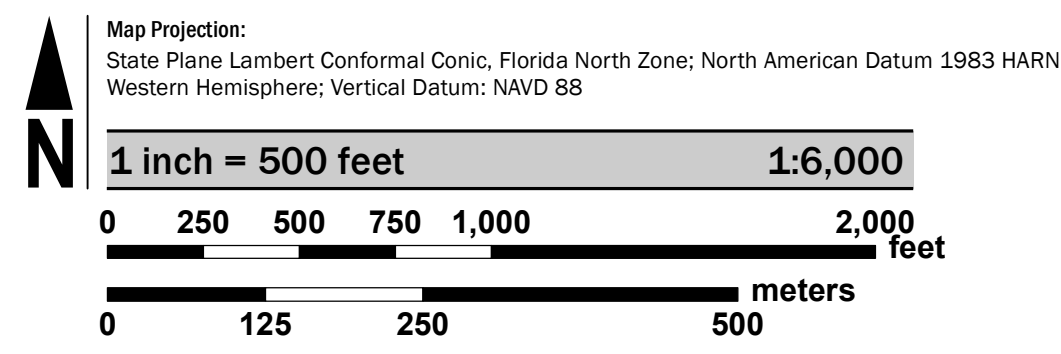 Map Projection:
State Plane Lambert Conformal Conic, Florida North Zone; North American Datum 1983 HARN
Western Hemisphere; Vertical Datum: NAVD 88
N
1 inch = 500 feet 1:6,000
0 250 500 750 1,000 2,000
feet
meters
0 125 250 500